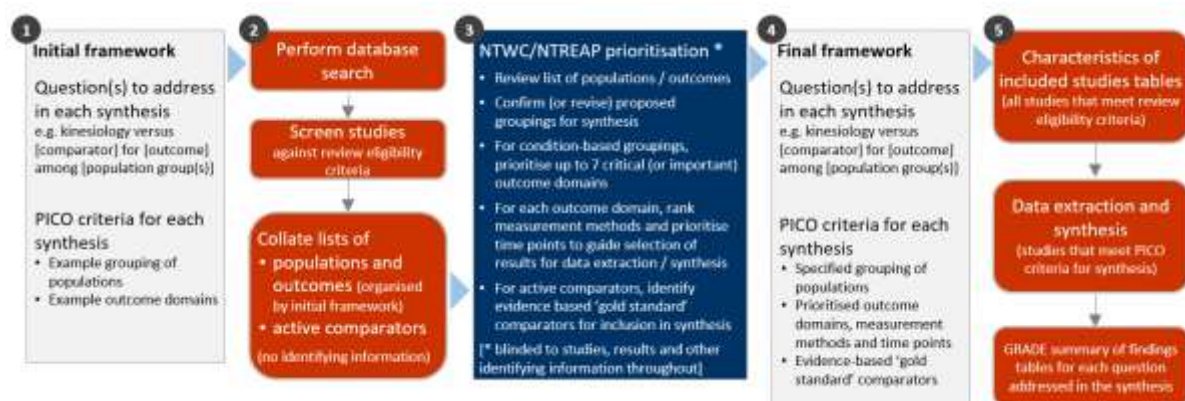 1
Initial framework
Question(s) to address
in each synthesis
e.g. kinesiology versus
[comparator] for [outcome]
among [population group(s)]
PICO criteria for each
synthesis
• Example grouping of
populations
• Example outcome domains
2
Perform database
search
Screen studies
against review eligibility
criteria
Collate lists of
• populations and
outcomes (organised
by initial framework)
• active comparators
(no identifying information)
3
NTWC/NTREAP prioritisation *
• Review list of populations / outcomes
• Confirm (or revise) proposed
groupings for synthesis
• For condition-based groupings,
prioritise up to 7 critical (or important)
outcome domains
• For each outcome domain, rank
measurement methods and prioritise
time points to guide selection of
results for data extraction / synthesis
• For active comparators, identify
evidence based 'gold standard'
comparators for inclusion in synthesis
[* blinded to studies, results and other
identifying information throughout]
4
Final framework
Question(s) to address
in each synthesis
e.g. kinesiology versus
[comparator] for [outcome]
among [population group(s)]
PICO criteria for each
synthesis
• Specified grouping of
populations
• Prioritised outcome
domains, measurement
methods and time points
• Evidence-based 'gold
standard' comparators
5
Characteristics of
included studies tables
(all studies that meet review
eligibility criteria)
Data extraction and
synthesis
(studies that meet PICO
criteria for synthesis)
GRADE summary of findings
tables for each question
addressed in the synthesis